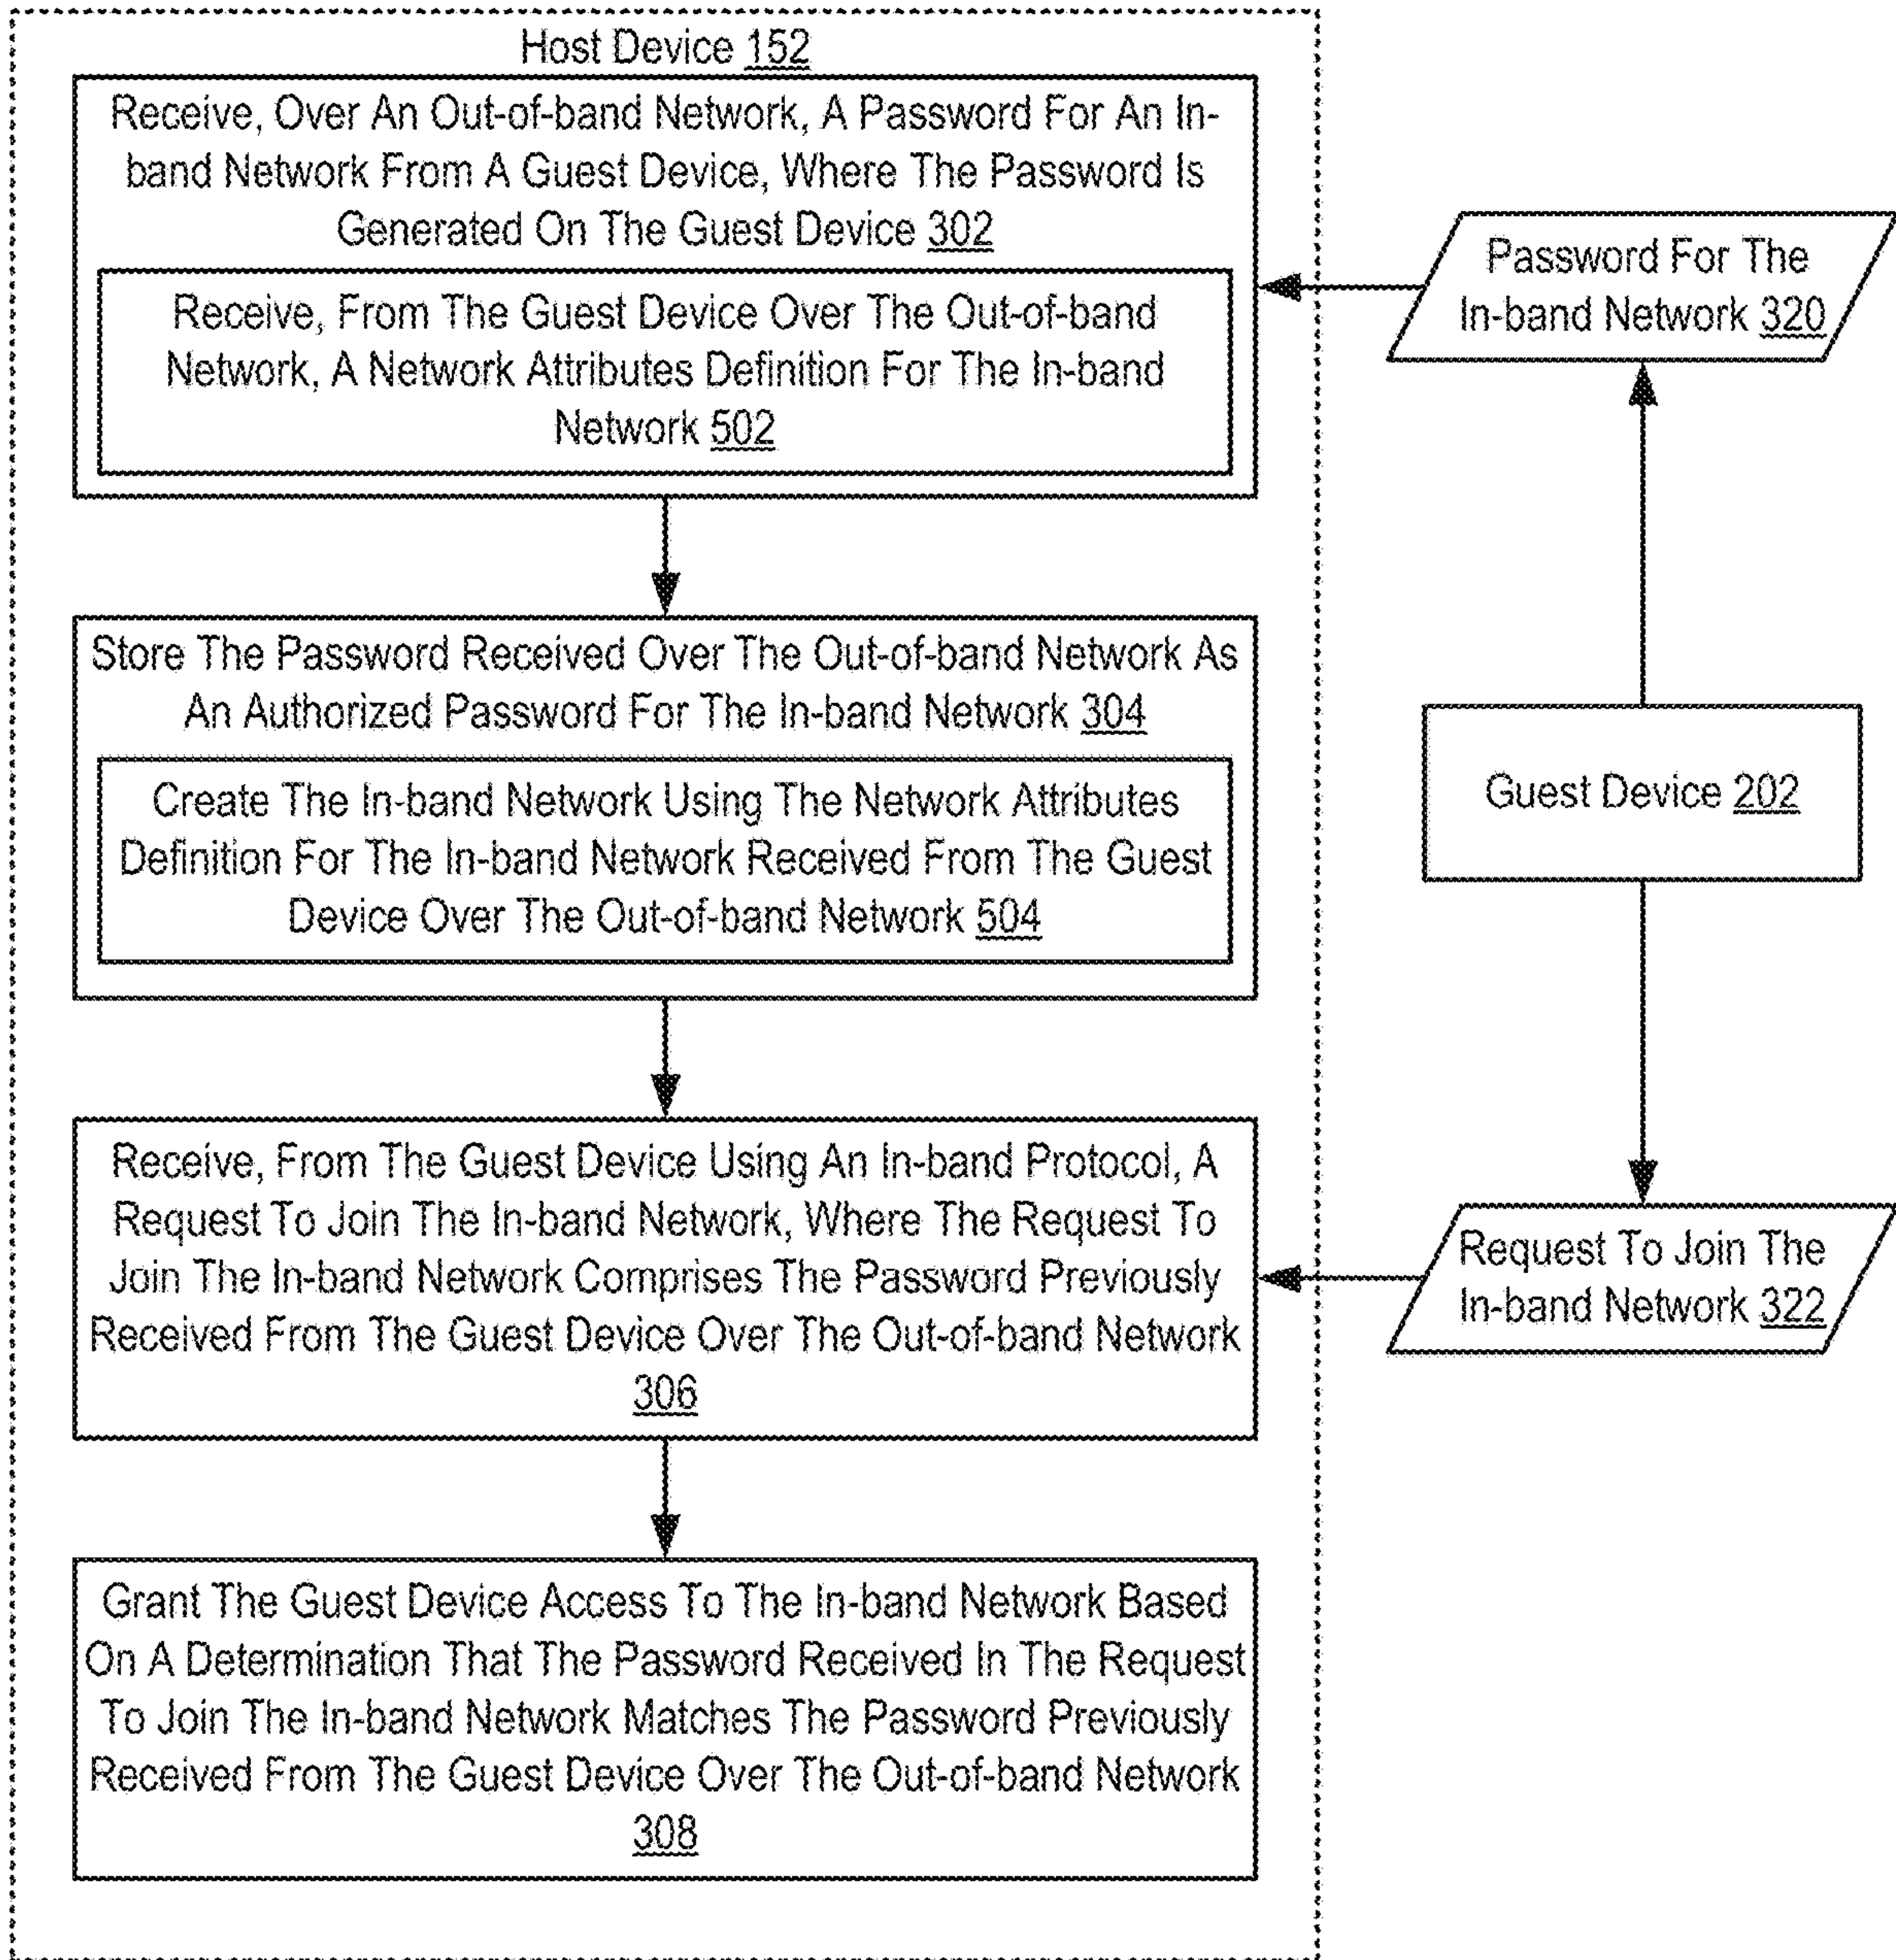 Host Device 152
Receive, Over An Out-of-band Network, A Password For An In-
band Network From A Guest Device, Where The Password Is
Generated On The Guest Device 302
Receive, From The Guest Device Over The Out-of-band
Network, A Network Attributes Definition For The In-band
Network 502
Store The Password Received Over The Out-of-band Network As
An Authorized Password For The In-band Network 304
Create The In-band Network Using The Network Attributes
Definition For The In-band Network Received From The Guest
Device Over The Out-of-band Network 504
Receive, From The Guest Device Using An In-band Protocol, A
Request To Join The In-band Network, Where The Request To
Join The In-band Network Comprises The Password Previously
Received From The Guest Device Over The Out-of-band Network
306
Grant The Guest Device Access To The In-band Network Based
On A Determination That The Password Received In The Request
To Join The In-band Network Matches The Password Previously
Received From The Guest Device Over The Out-of-band Network
308
Password For The
In-band Network 320
Guest Device 202
Request To Join The
In-band Network 322